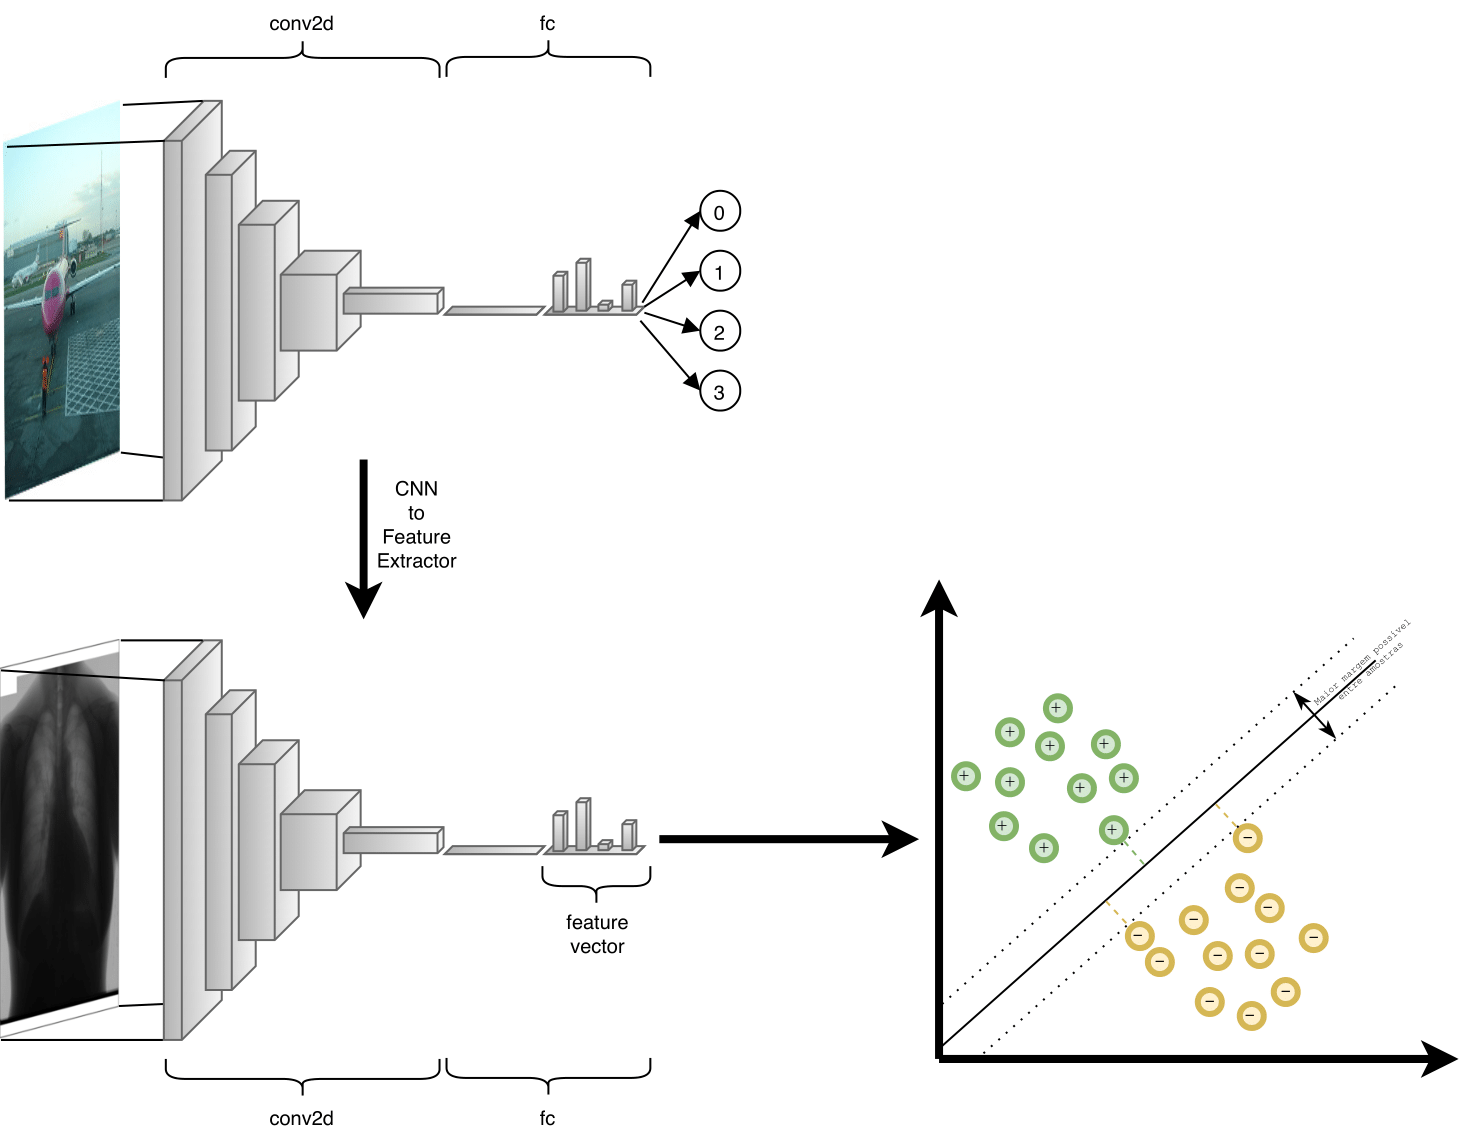 conv2d
fc
0
1
2
3
CNN
to
Feature
Extractor
Maior margem possível
entre amostras
+
+
+
+
+
+
+
+
+
+
+
−
−
−
−
−
−
−
−
−
−
−
−
feature
vector
conv2d
fc